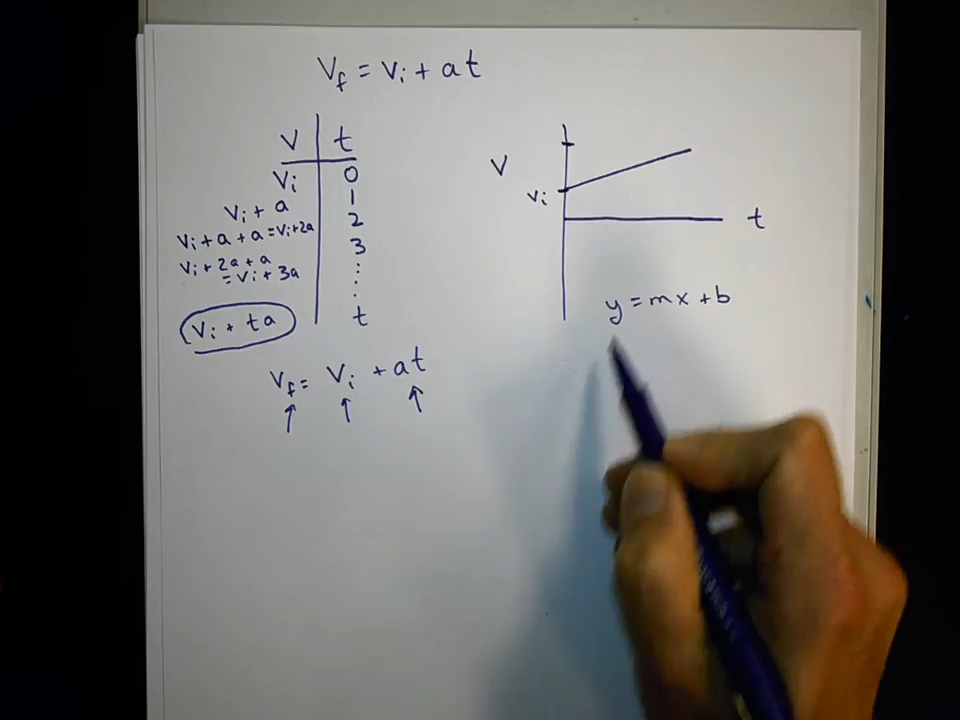 Vf = Vi + at
V t
Vi 0
Vi + a 1
Vi + a + a = Vi + 2a 2
Vi + 2a + a
= Vi + 3a 3
⋮
Vi + ta t
Vf = Vi + at
↑ ↑ ↑
V
Vi
t
y = mx + b